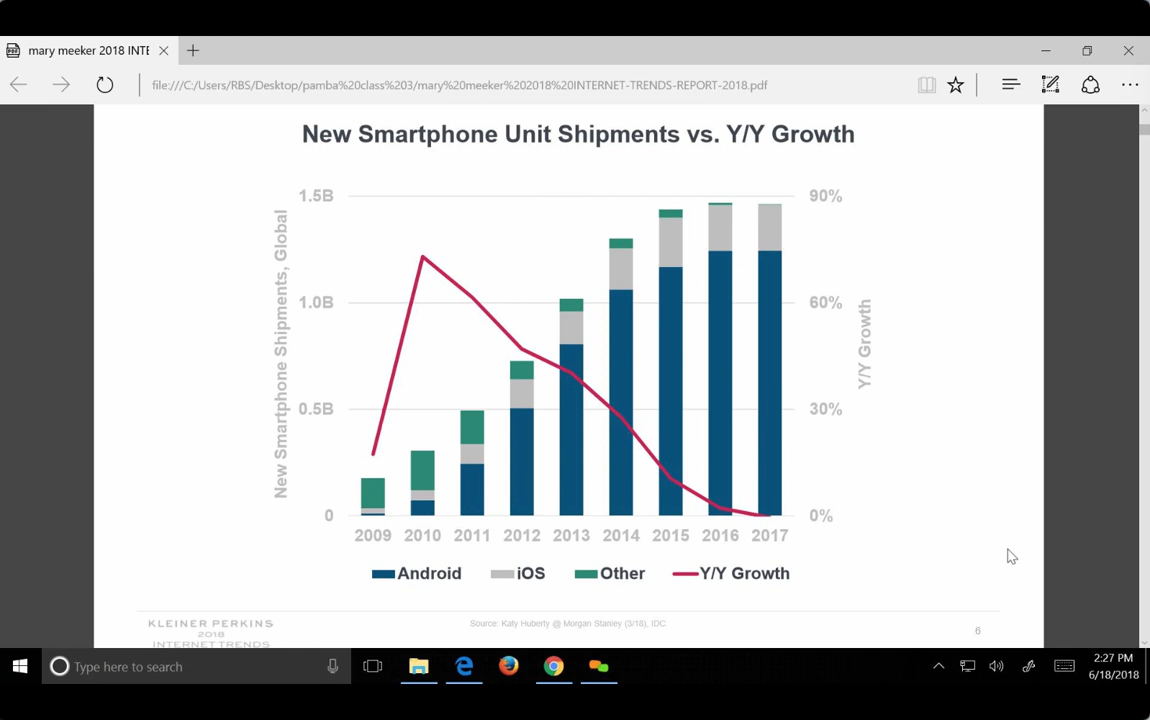 mary meeker 2018 INTE
file:///C:/Users/RBS/Desktop/pamba%20class%203/mary%20meeker%202018%20INTERNET-TRENDS-REPORT-2018.pdf
New Smartphone Unit Shipments vs. Y/Y Growth
New Smartphone Shipments, Global
1.5B
1.0B
0.5B
0
90%
60%
30%
0%
Y/Y Growth
2009 2010 2011 2012 2013 2014 2015 2016 2017
Android iOS Other Y/Y Growth
KLEINER PERKINS
2018
INTERNET TRENDS
Source: Katy Huberty @ Morgan Stanley (3/18), IDC.
6
Type here to search
2:27 PM
6/18/2018